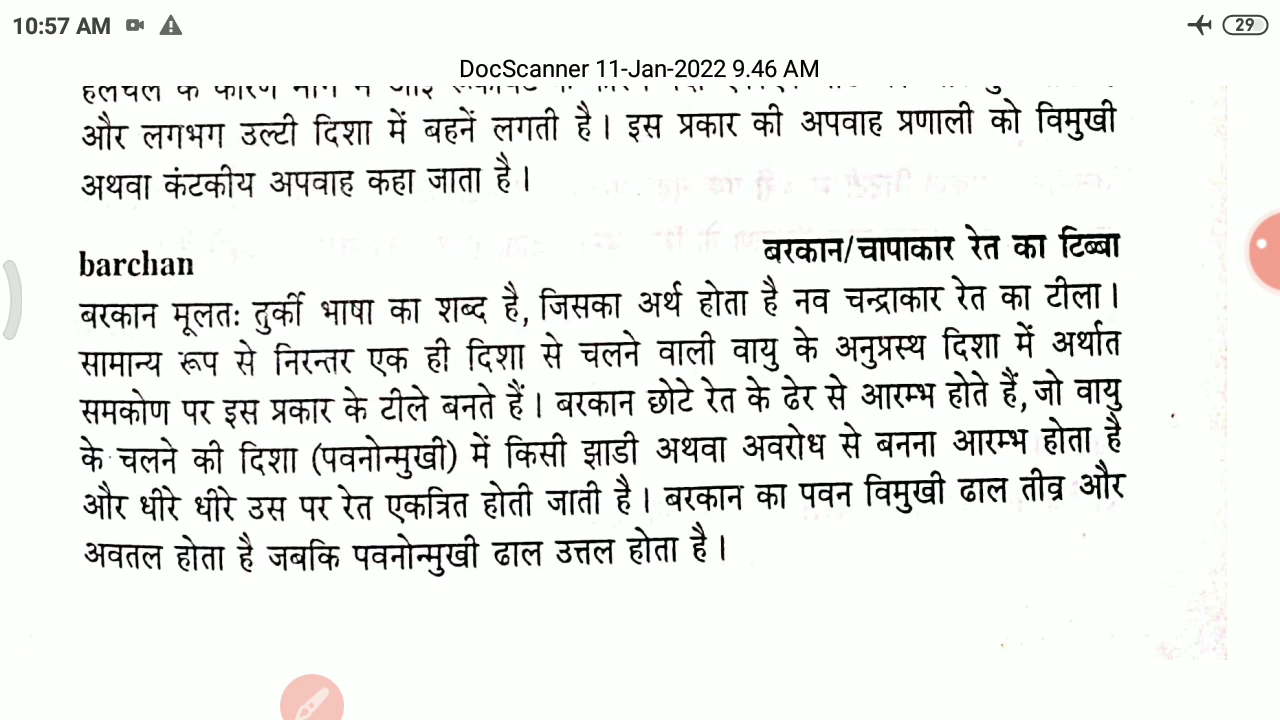 10:57 AM
29
DocScanner 11-Jan-2022 9.46 AM
और लगभग उल्टी दिशा में बहनें लगती है। इस प्रकार की अपवाह प्रणाली को विमुखी
अथवा कंटकीय अपवाह कहा जाता है।
barchan बरकान/चापाकार रेत का टिब्बा
बरकान मूलतः तुर्की भाषा का शब्द है, जिसका अर्थ होता है नव चन्द्राकार रेत का टीला।
सामान्य रूप से निरन्तर एक ही दिशा से चलने वाली वायु के अनुप्रस्थ दिशा में अर्थात
समकोण पर इस प्रकार के टीले बनते हैं। बरकान छोटे रेत के ढेर से आरम्भ होते हैं, जो वायु
के चलने की दिशा (पवनोन्मुखी) में किसी झाडी अथवा अवरोध से बनना आरम्भ होता है
और धीरे धीरे उस पर रेत एकत्रित होती जाती है। बरकान का पवन विमुखी ढाल तीव्र और
अवतल होता है जबकि पवनोन्मुखी ढाल उत्तल होता है।